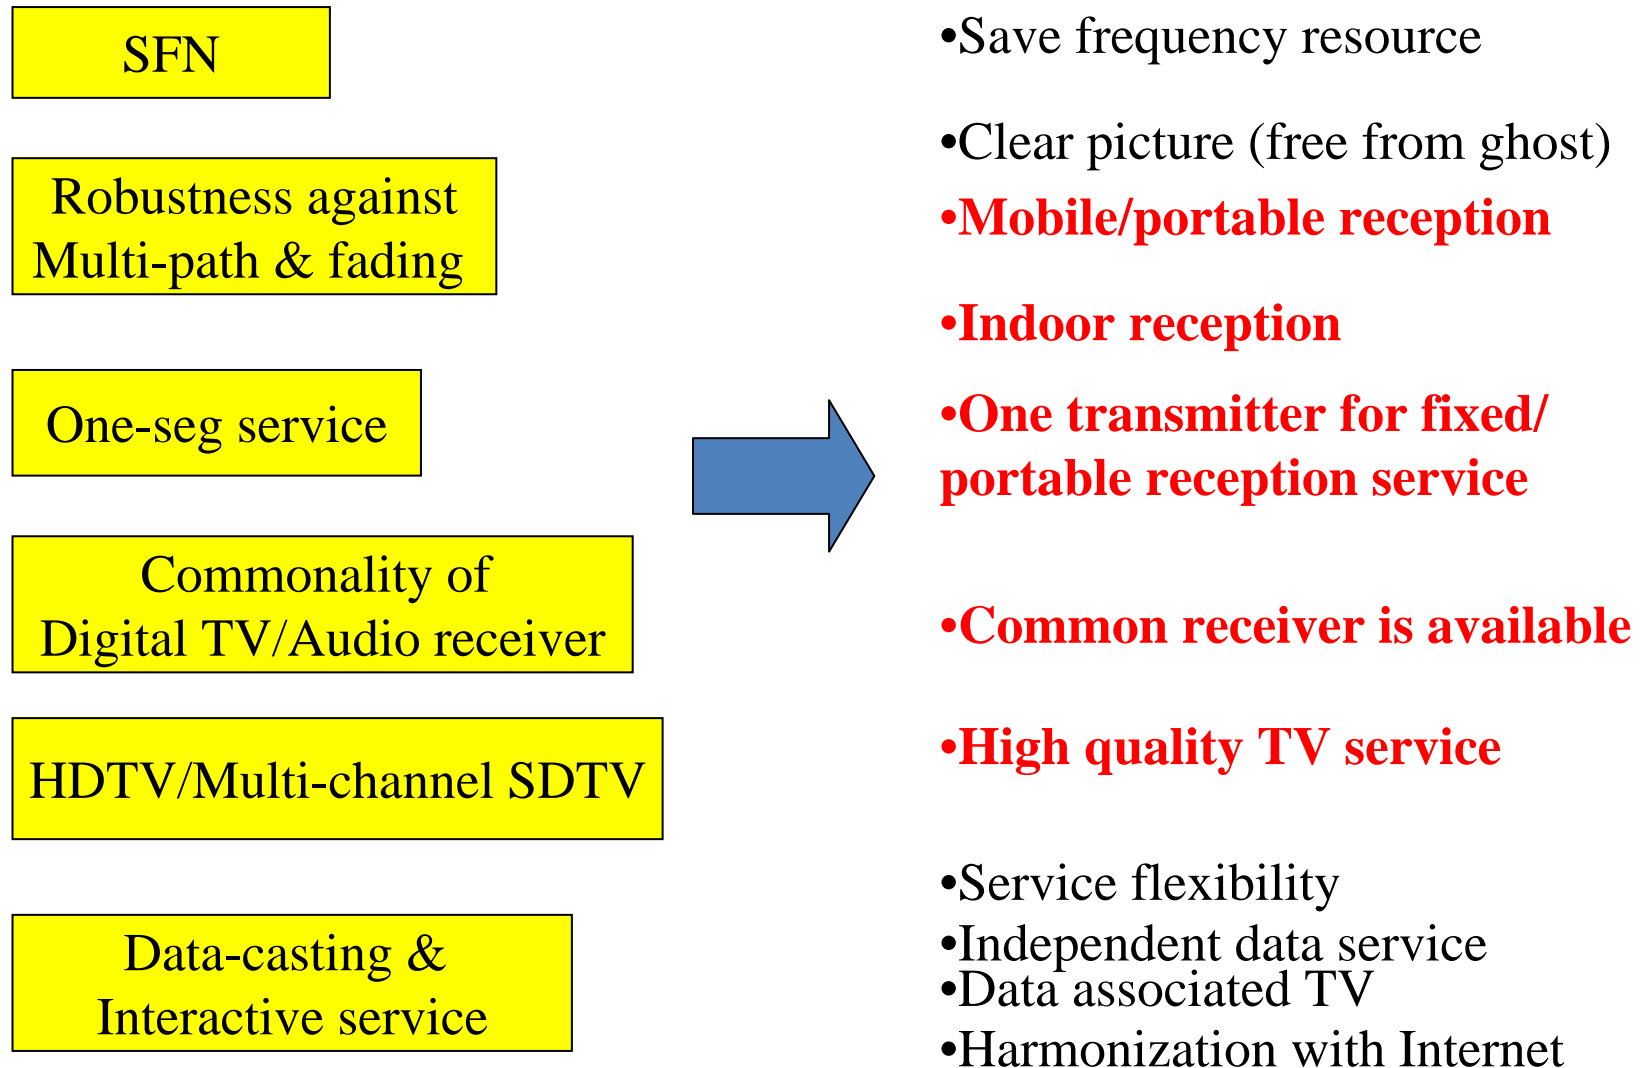 SFN
Robustness against
Multi-path & fading
One-seg service
Commonality of
Digital TV/Audio receiver
HDTV/Multi-channel SDTV
Data-casting &
Interactive service
•Save frequency resource
•Clear picture (free from ghost)
•Mobile/portable reception
•Indoor reception
•One transmitter for fixed/
portable reception service
•Common receiver is available
•High quality TV service
•Service flexibility
•Independent data service
•Data associated TV
•Harmonization with Internet